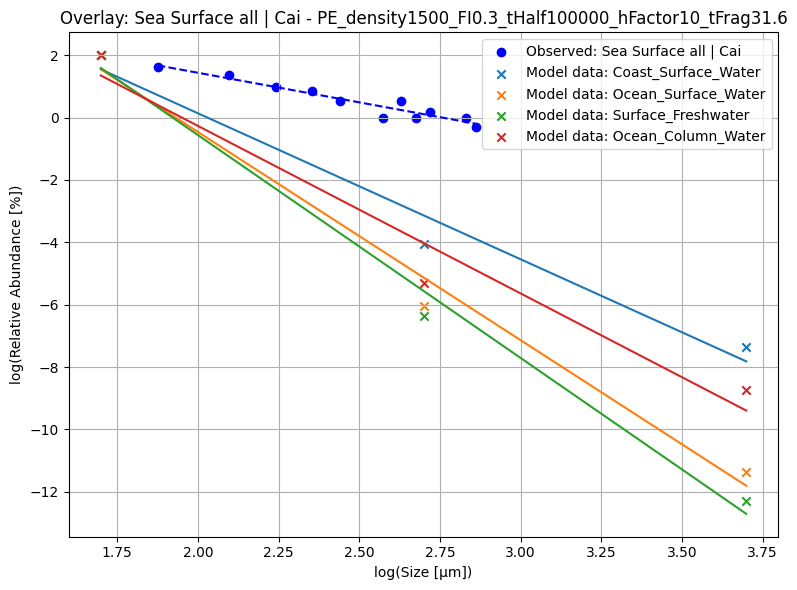 Overlay: Sea Surface all | Cai - PE_density1500_FI0.3_tHalf100000_hFactor10_tFrag31.6
Observed: Sea Surface all | Cai
Model data: Coast_Surface_Water
Model data: Ocean_Surface_Water
Model data: Surface_Freshwater
Model data: Ocean_Column_Water
log(Relative Abundance [%])
2
0
−2
−4
−6
−8
−10
−12
1.75 2.00 2.25 2.50 2.75 3.00 3.25 3.50 3.75
log(Size [μm])